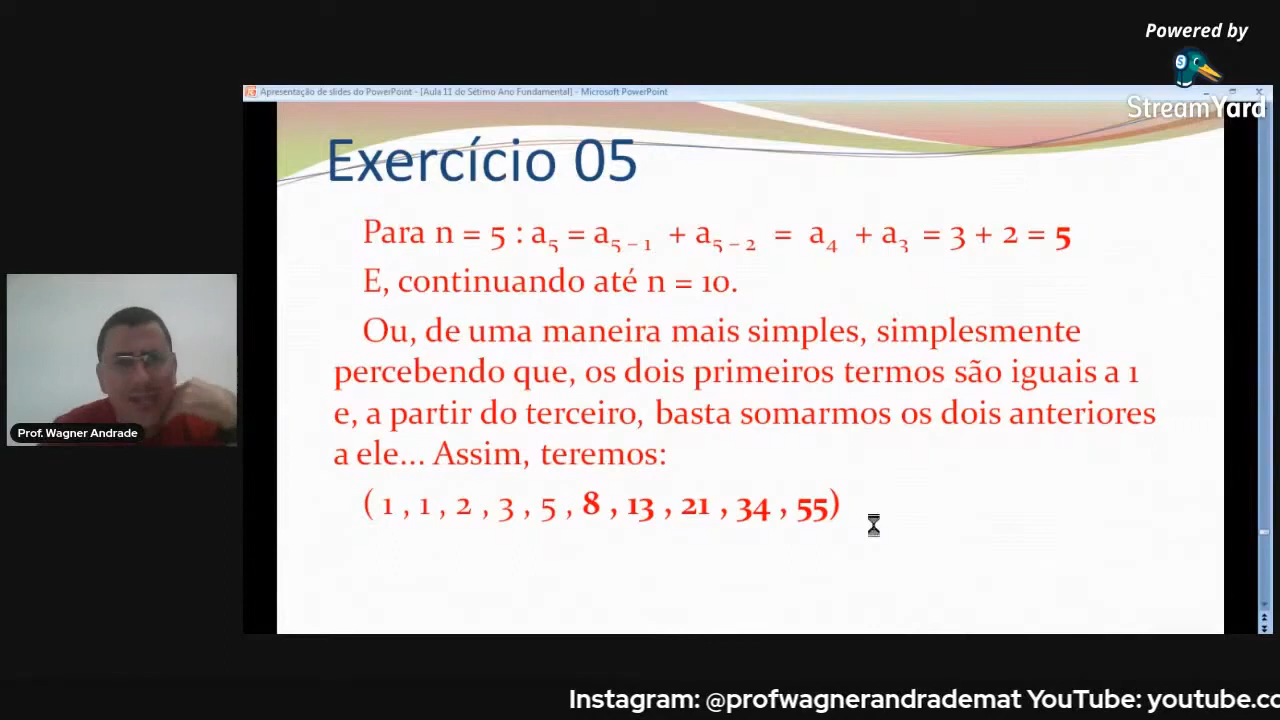 Powered by
StreamYard
Apresentação de slides do PowerPoint - [Aula 11 do Sétimo Ano Fundamental] - Microsoft PowerPoint
Exercício 05
Para n = 5 : a₅ = a₅ ₋ ₁ + a₅ ₋ ₂ = a₄ + a₃ = 3 + 2 = 5
E, continuando até n = 10.
Ou, de uma maneira mais simples, simplesmente
percebendo que, os dois primeiros termos são iguais a 1
e, a partir do terceiro, basta somarmos os dois anteriores
a ele... Assim, teremos:
( 1 , 1 , 2 , 3 , 5 , 8 , 13 , 21 , 34 , 55)
Prof. Wagner Andrade
Instagram: @profwagnerandrademat YouTube: youtube.co